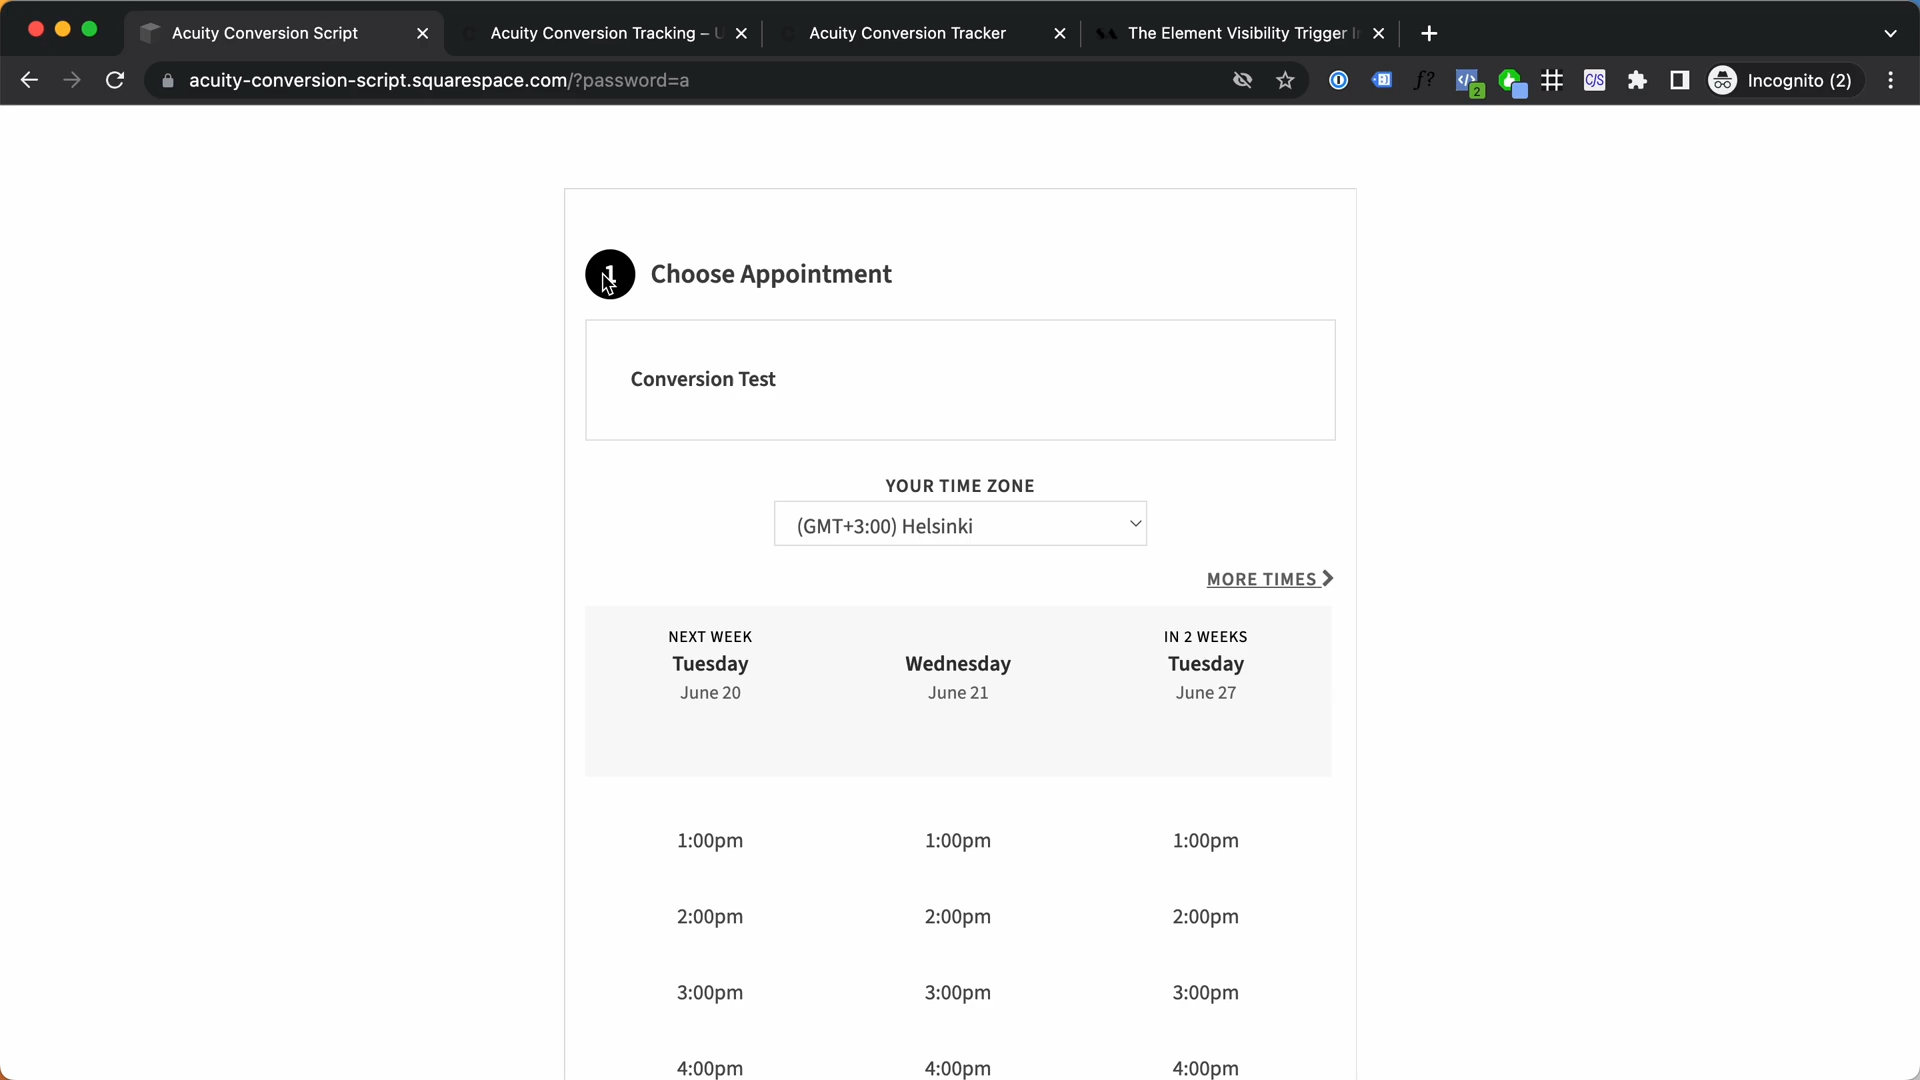 Acuity Conversion Script
Acuity Conversion Tracking –
Acuity Conversion Tracker
The Element Visibility Trigger
acuity-conversion-script.squarespace.com/?password=a
2
C/S
Incognito (2)
1
Choose Appointment
Conversion Test
YOUR TIME ZONE
(GMT+3:00) Helsinki
MORE TIMES
NEXT WEEK
Tuesday
June 20
Wednesday
June 21
IN 2 WEEKS
Tuesday
June 27
1:00pm 1:00pm 1:00pm
2:00pm 2:00pm 2:00pm
3:00pm 3:00pm 3:00pm
4:00pm 4:00pm 4:00pm